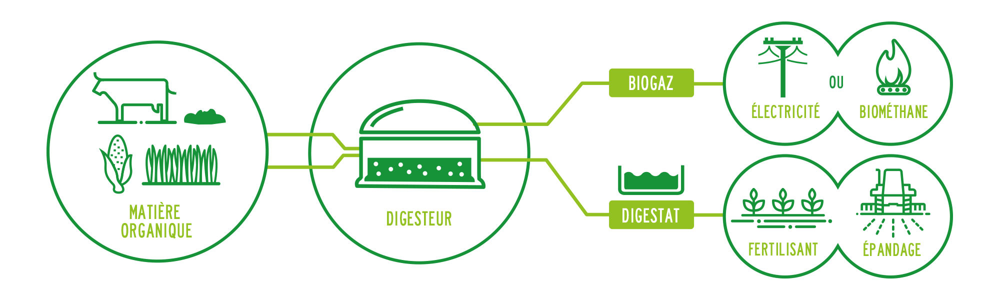 MATIÈRE
ORGANIQUE
DIGESTEUR
BIOGAZ
ÉLECTRICITÉ
OU
BIOMÉTHANE
DIGESTAT
FERTILISANT
ÉPANDAGE